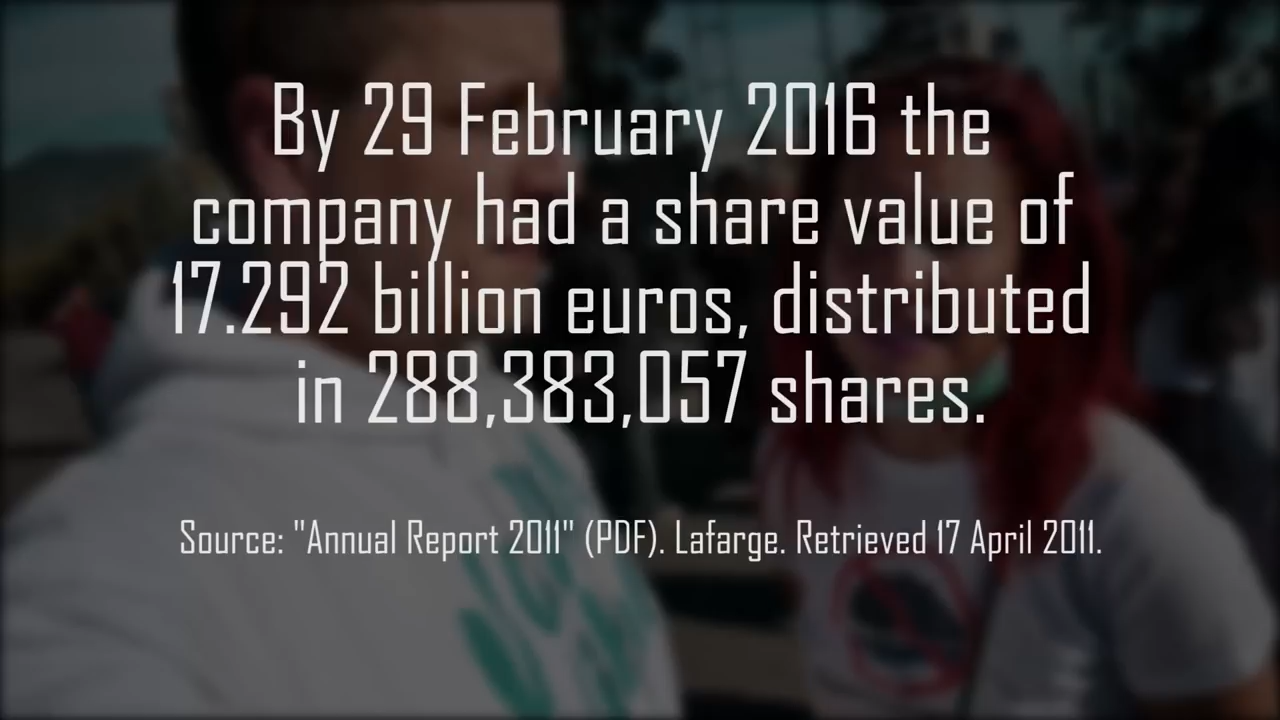 By 29 February 2016 the
company had a share value of
17.292 billion euros, distributed
in 288,383,057 shares.
Source: "Annual Report 2011" (PDF). Lafarge. Retrieved 17 April 2011.